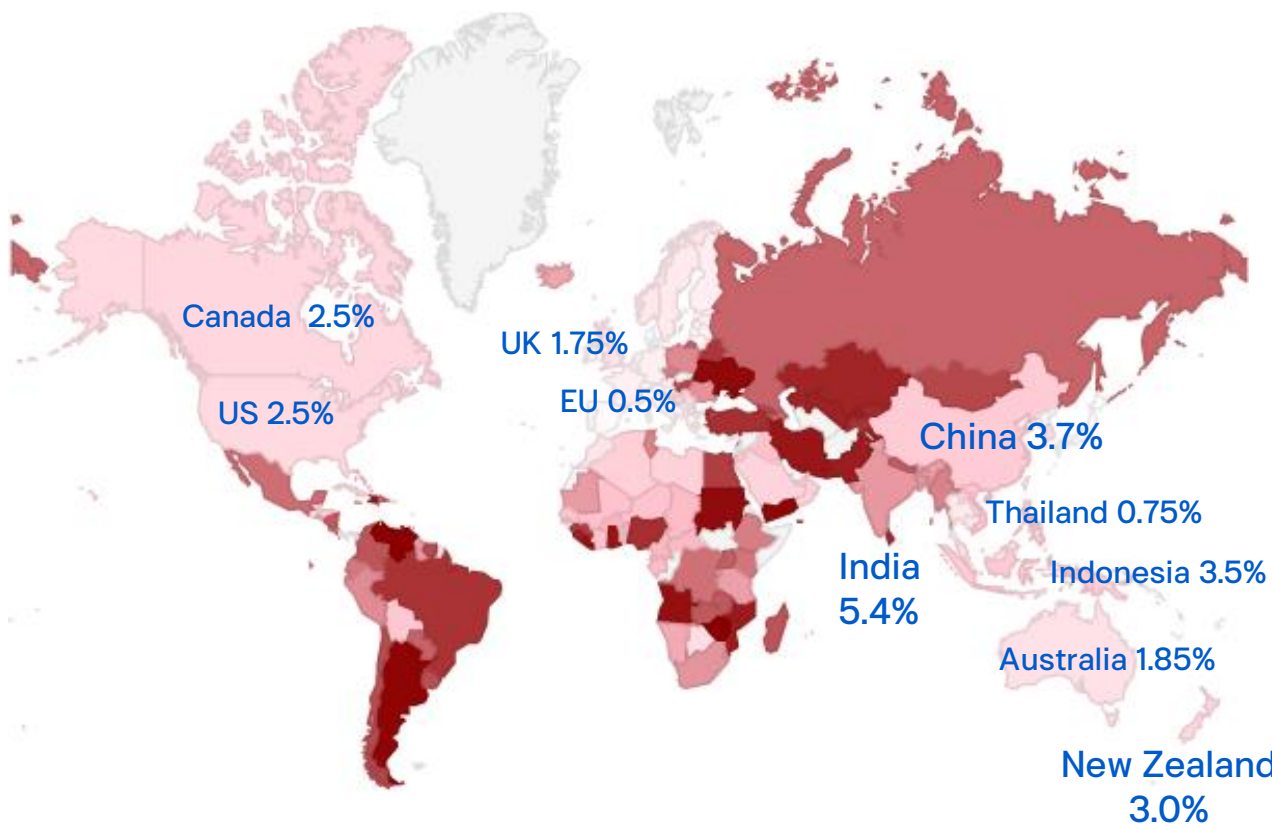 Canada 2.5%
UK 1.75%
EU 0.5%
US 2.5%
China 3.7%
Thailand 0.75%
India
5.4%
Indonesia 3.5%
Australia 1.85%
New Zealand
3.0%